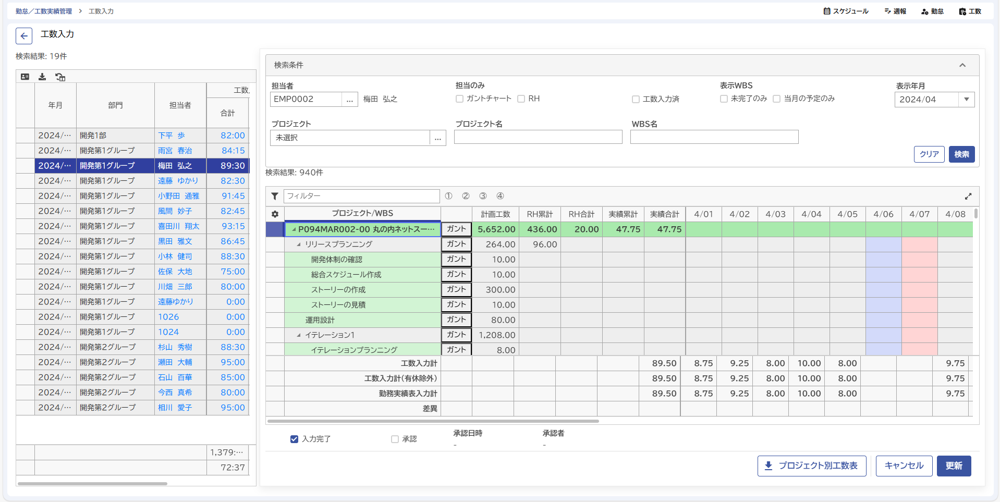 勤怠／工数実績管理 > 工数入力
スケジュール 週報 勤怠 工数
工数入力
検索結果: 19件
工数入
年月 部門 担当者 合計
2024/… 開発1部 下平 歩 82:00
2024/… 開発第1グループ 雨宮 春治 84:15
2024/… 開発第1グループ 梅田 弘之 89:30
2024/… 開発第1グループ 遠藤 ゆかり 82:30
2024/… 開発第1グループ 小野田 通雅 91:45
2024/… 開発第1グループ 風間 妙子 82:45
2024/… 開発第1グループ 喜田川 翔太 93:15
2024/… 開発第1グループ 黒田 雅文 86:45
2024/… 開発第1グループ 小林 健司 88:30
2024/… 開発第1グループ 佐保 大地 75:00
2024/… 開発第1グループ 川畑 三郎 80:00
2024/… 開発第1グループ 遠藤ゆかり 0:00
2024/… 開発第1グループ 1026 0:00
2024/… 開発第1グループ 1024 0:00
2024/… 開発第2グループ 杉山 秀樹 88:30
2024/… 開発第2グループ 瀬田 大輔 95:00
2024/… 開発第2グループ 石山 百華 85:00
2024/… 開発第2グループ 今西 真希 80:00
2024/… 開発第2グループ 相川 愛子 95:00
1,379:…
72:37
検索条件
担当者 担当のみ 表示WBS 表示年月
EMP0002 ... 梅田 弘之 ガントチャート RH 工数入力済 未完了のみ 当月の予定のみ 2024/04
プロジェクト プロジェクト名 WBS名
未選択 ...
クリア 検索
検索結果: 940件
フィルター ① ② ③ ④
プロジェクト/WBS 計画工数 RH累計 RH合計 実績累計 実績合計 4/01 4/02 4/03 4/04 4/05 4/06 4/07 4/08
P094MAR002-00 丸の内ネットスー… ガント 5,652.00 436.00 20.00 47.75 47.75
リリースプランニング ガント 264.00 96.00
開発体制の確認 ガント 10.00
総合スケジュール作成 ガント 10.00
ストーリーの作成 ガント 300.00
ストーリーの見積 ガント 10.00
運用設計 ガント 80.00
イテレーション1 ガント 1,208.00
イテレーションプランニング ガント 8.00
工数入力計 89.50 8.75 9.25 8.00 10.00 8.00 9.75
工数入力計(有休除外) 89.50 8.75 9.25 8.00 10.00 8.00 9.75
勤務実績表入力計 89.50 8.75 9.25 8.00 10.00 8.00 9.75
差異
入力完了 承認 承認日時 承認者
- -
プロジェクト別工数表 キャンセル 更新